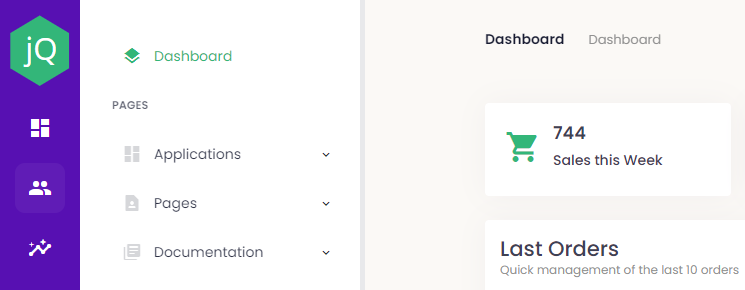 jQ
Dashboard
PAGES
Applications
Pages
Documentation
Dashboard Dashboard
744
Sales this Week
Last Orders
Quick management of the last 10 orders